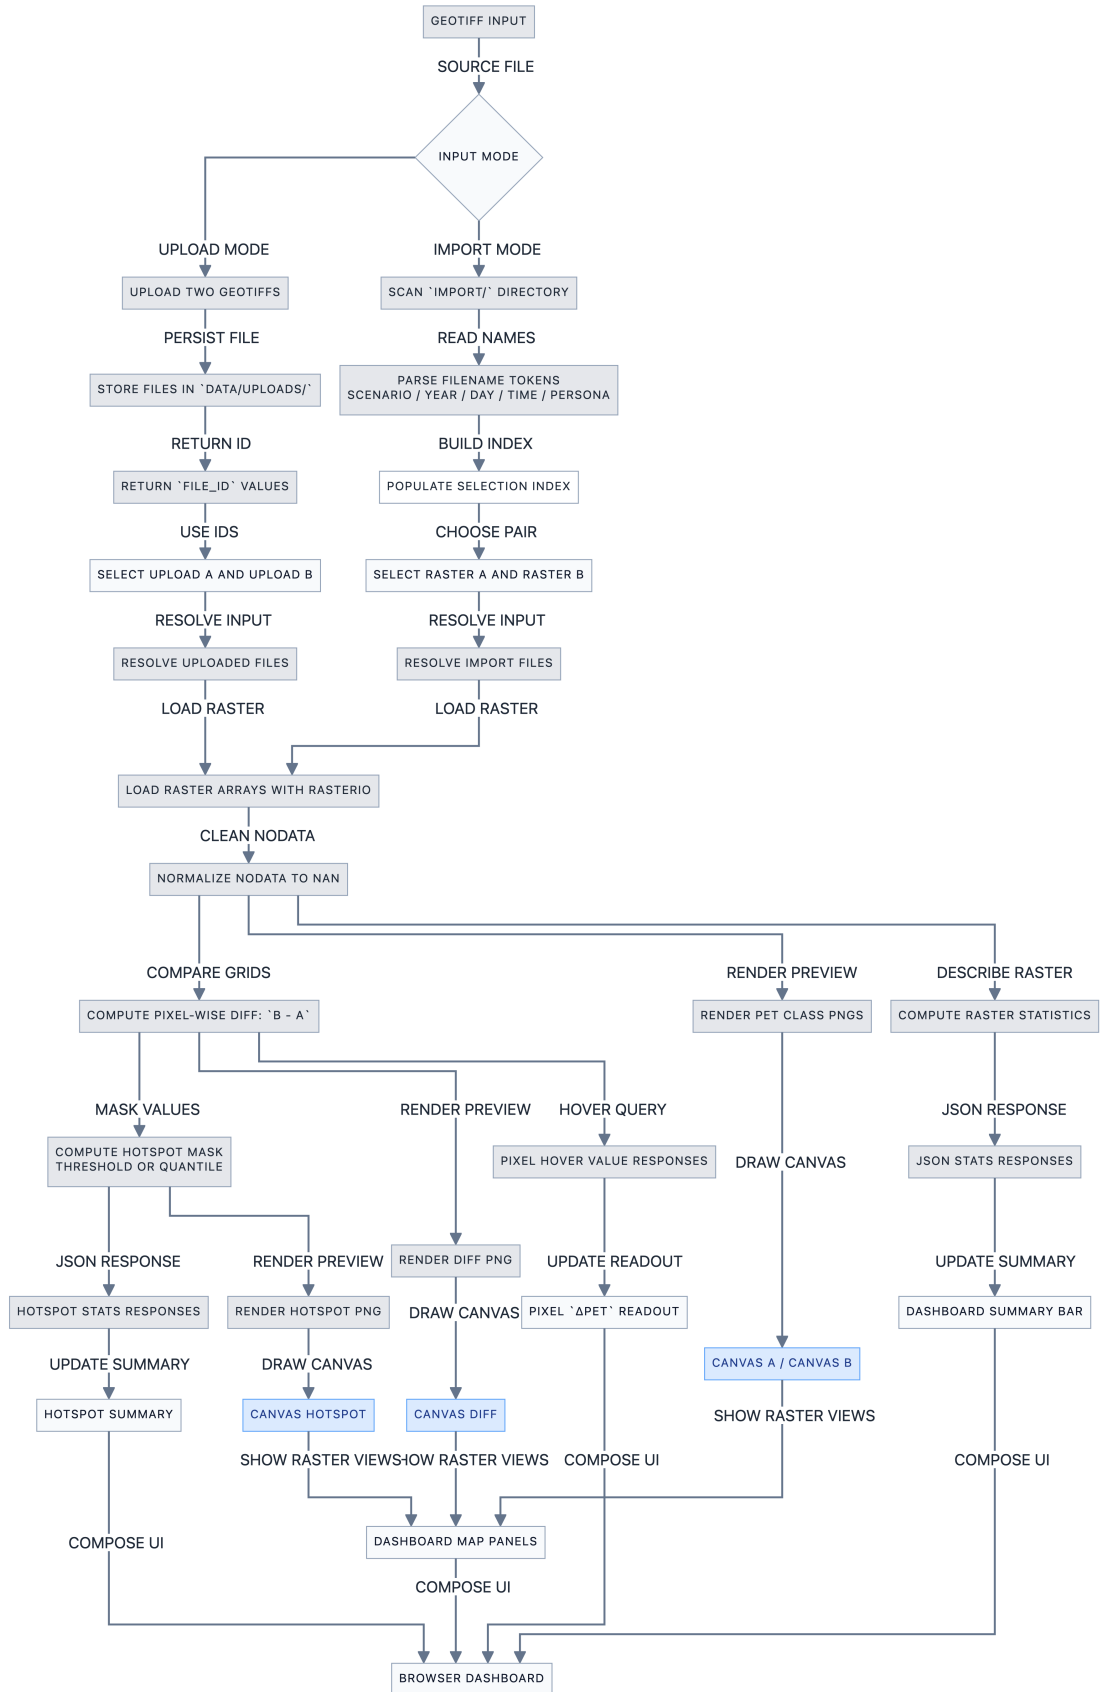 GEOTIFF INPUT
SOURCE FILE
INPUT MODE
UPLOAD MODE
IMPORT MODE
UPLOAD TWO GEOTIFFS
SCAN `IMPORT/` DIRECTORY
PERSIST FILE
READ NAMES
STORE FILES IN `DATA/UPLOADS/`
PARSE FILENAME TOKENS
SCENARIO / YEAR / DAY / TIME / PERSONA
RETURN ID
BUILD INDEX
RETURN `FILE_ID` VALUES
POPULATE SELECTION INDEX
USE IDS
CHOOSE PAIR
SELECT UPLOAD A AND UPLOAD B
SELECT RASTER A AND RASTER B
RESOLVE INPUT
RESOLVE INPUT
RESOLVE UPLOADED FILES
RESOLVE IMPORT FILES
LOAD RASTER
LOAD RASTER
LOAD RASTER ARRAYS WITH RASTERIO
CLEAN NODATA
NORMALIZE NODATA TO NAN
COMPARE GRIDS
RENDER PREVIEW
DESCRIBE RASTER
COMPUTE PIXEL-WISE DIFF: `B - A`
RENDER PET CLASS PNGS
COMPUTE RASTER STATISTICS
MASK VALUES
RENDER PREVIEW
HOVER QUERY
JSON RESPONSE
COMPUTE HOTSPOT MASK
THRESHOLD OR QUANTILE
PIXEL HOVER VALUE RESPONSES
DRAW CANVAS
JSON STATS RESPONSES
JSON RESPONSE
RENDER PREVIEW
RENDER DIFF PNG
UPDATE READOUT
UPDATE SUMMARY
HOTSPOT STATS RESPONSES
RENDER HOTSPOT PNG
DRAW CANVAS
PIXEL `ΔPET` READOUT
DASHBOARD SUMMARY BAR
UPDATE SUMMARY
DRAW CANVAS
CANVAS A / CANVAS B
HOTSPOT SUMMARY
CANVAS HOTSPOT
CANVAS DIFF
SHOW RASTER VIEWS
SHOW RASTER VIEWS
HOW RASTER VIEWS
COMPOSE UI
COMPOSE UI
DASHBOARD MAP PANELS
COMPOSE UI
COMPOSE UI
BROWSER DASHBOARD